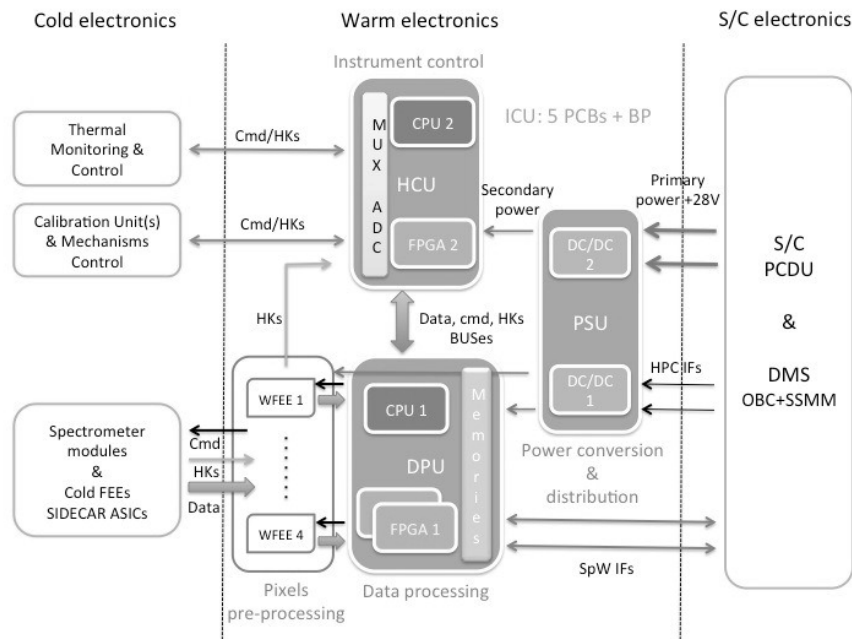 Cold electronics
Warm electronics
S/C electronics
Instrument control
Thermal
Monitoring &
Control
Cmd/HKs
MUX ADC
CPU 2
HCU
FPGA 2
ICU: 5 PCBs + BP
Secondary
power
Primary
power +28V
Calibration Unit(s)
& Mechanisms
Control
Cmd/HKs
DC/DC
2
PSU
DC/DC
1
S/C
PCDU
&
DMS
OBC+SSMM
HKs
Data, cmd, HKs
BUSes
HPC IFs
WFEE 1
WFEE 4
CPU 1
DPU
FPGA 1
Memories
Power conversion
&
distribution
Spectrometer
modules
&
Cold FEEs
SIDECAR ASICs
Cmd
HKs
Data
SpW IFs
Pixels
pre-processing
Data processing